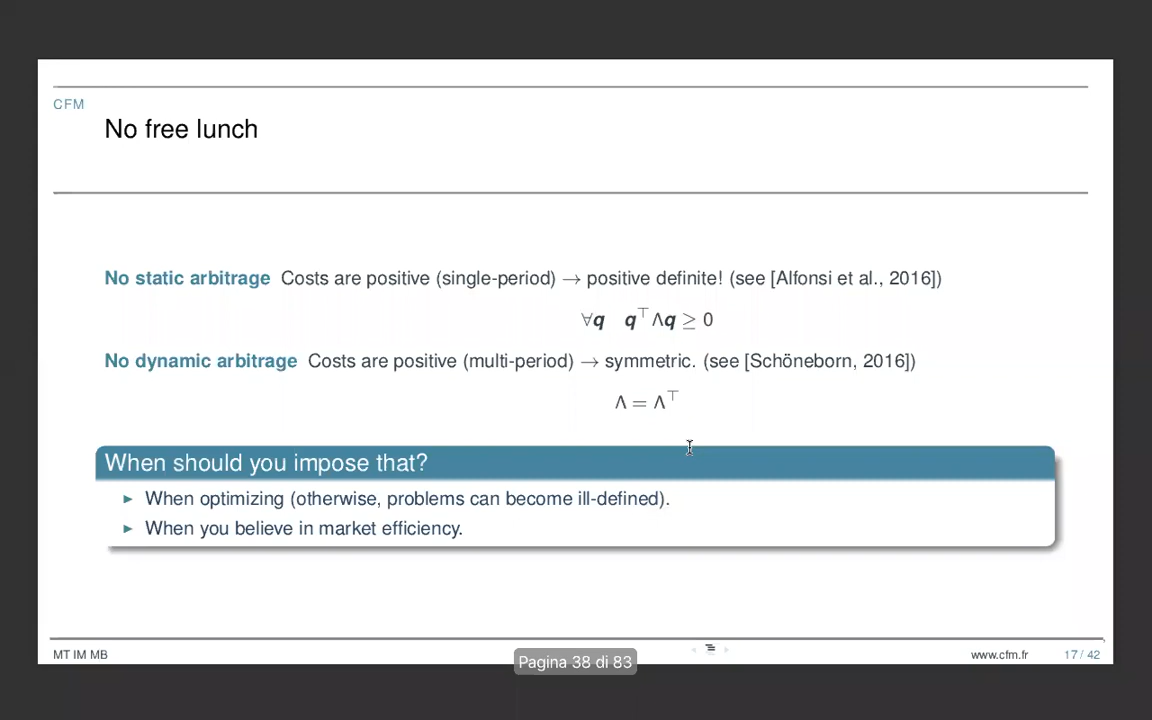 CFM
No free lunch
No static arbitrage Costs are positive (single-period) → positive definite! (see [Alfonsi et al., 2016])
∀q q⊤Λq ≥ 0
No dynamic arbitrage Costs are positive (multi-period) → symmetric. (see [Schöneborn, 2016])
Λ = Λ⊤
When should you impose that?
► When optimizing (otherwise, problems can become ill-defined).
► When you believe in market efficiency.
MT IM MB
Pagina 38 di 83
www.cfm.fr
17 / 42